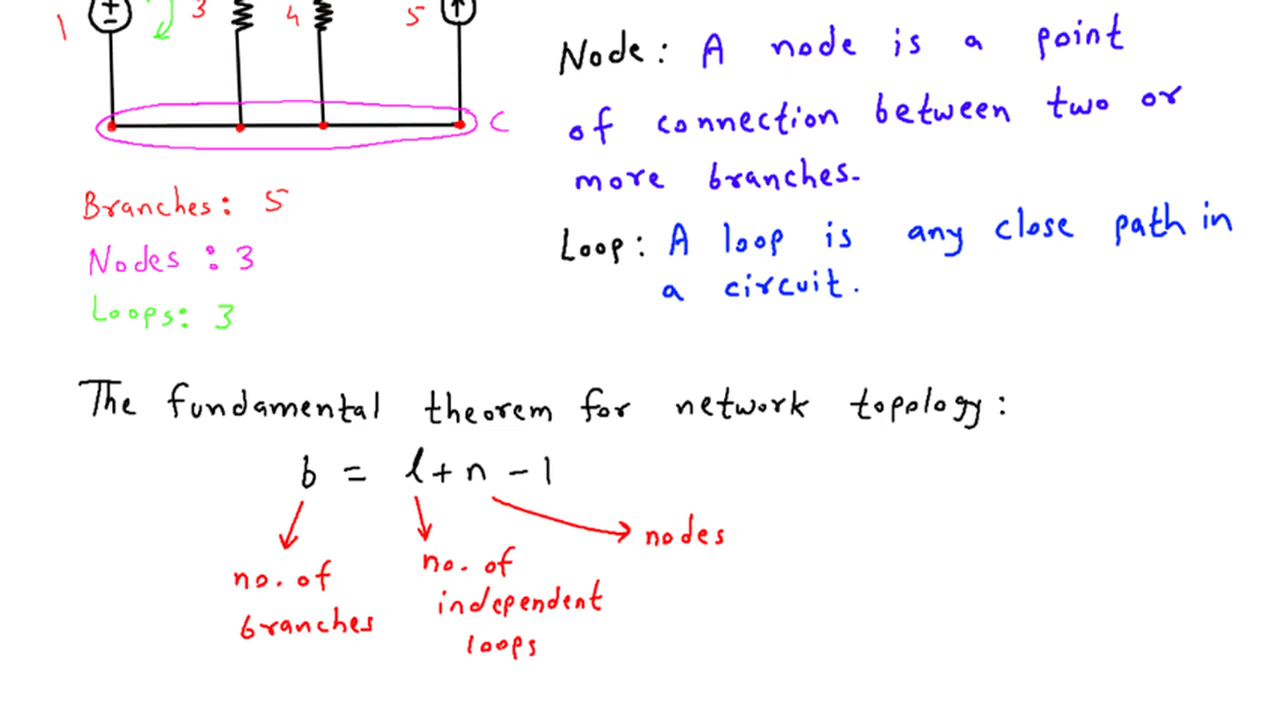 1
3
4
5
C
Node: A node is a point
of connection between two or
more branches.
Branches: 5
Nodes : 3
Loops: 3
Loop: A loop is any close path in
a circuit.
The fundamental theorem for network topology:
b = l + n - 1
no. of
branches
no. of
independent
loops
nodes